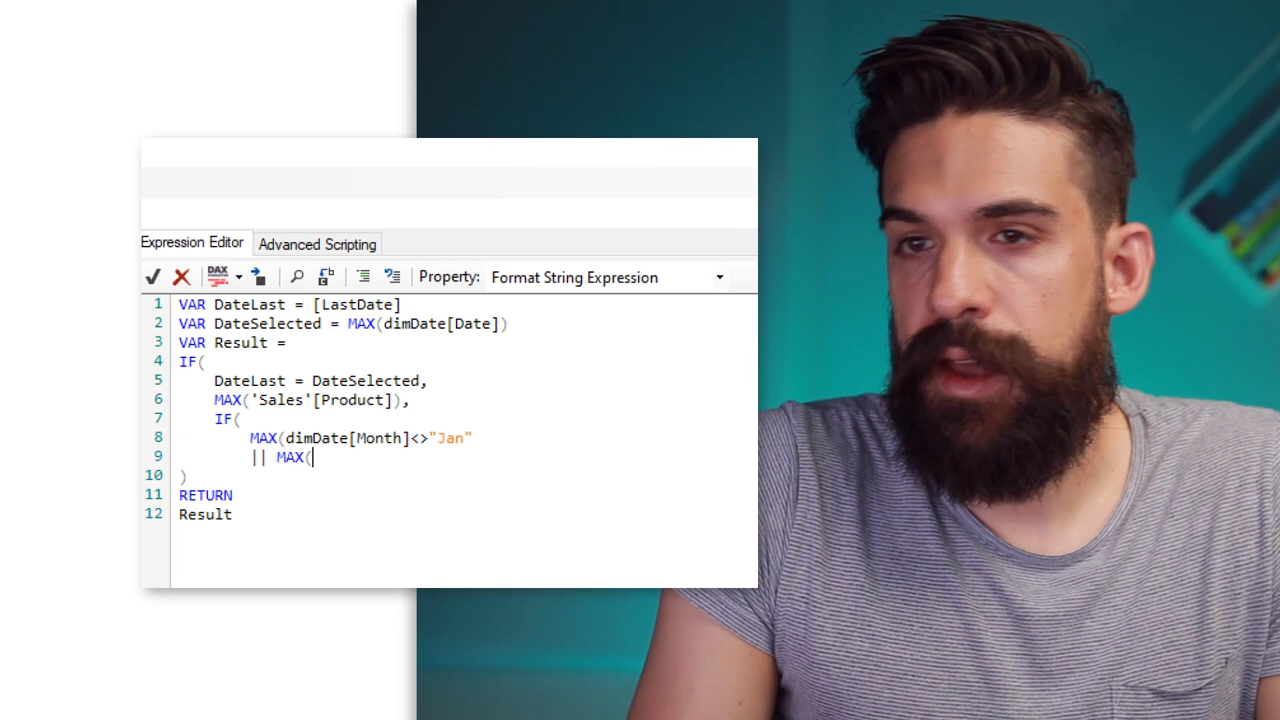 Expression Editor Advanced Scripting
DAX Property: Format String Expression
1 VAR DateLast = [LastDate]
2 VAR DateSelected = MAX(dimDate[Date])
3 VAR Result =
4 IF(
5 DateLast = DateSelected,
6 MAX('Sales'[Product]),
7 IF(
8 MAX(dimDate[Month]<>"Jan"
9 || MAX(
10 )
11 RETURN
12 Result